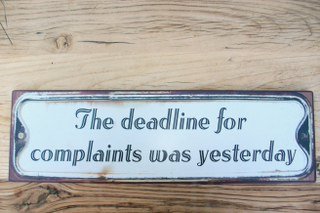 The deadline for
complaints was yesterday